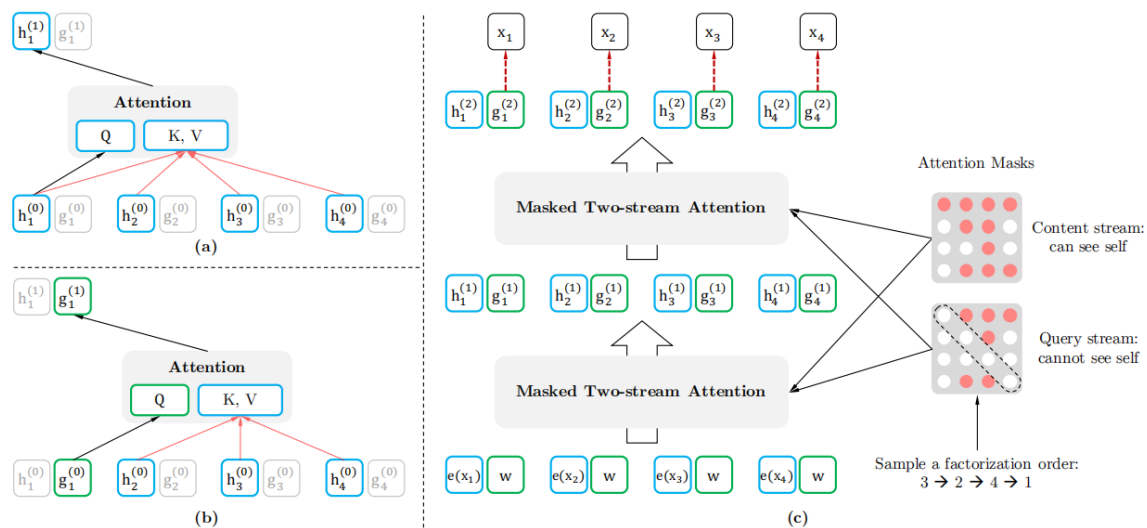 h₁⁽¹⁾ g₁⁽¹⁾
Attention
Q K, V
h₁⁽⁰⁾ g₁⁽⁰⁾ h₂⁽⁰⁾ g₂⁽⁰⁾ h₃⁽⁰⁾ g₃⁽⁰⁾ h₄⁽⁰⁾ g₄⁽⁰⁾
(a)
h₁⁽¹⁾ g₁⁽¹⁾
Attention
Q K, V
h₁⁽⁰⁾ g₁⁽⁰⁾ h₂⁽⁰⁾ g₂⁽⁰⁾ h₃⁽⁰⁾ g₃⁽⁰⁾ h₄⁽⁰⁾ g₄⁽⁰⁾
(b)
x₁ x₂ x₃ x₄
h₁⁽²⁾ g₁⁽²⁾ h₂⁽²⁾ g₂⁽²⁾ h₃⁽²⁾ g₃⁽²⁾ h₄⁽²⁾ g₄⁽²⁾
Masked Two-stream Attention
h₁⁽¹⁾ g₁⁽¹⁾ h₂⁽¹⁾ g₂⁽¹⁾ h₃⁽¹⁾ g₃⁽¹⁾ h₄⁽¹⁾ g₄⁽¹⁾
Masked Two-stream Attention
e(x₁) w e(x₂) w e(x₃) w e(x₄) w
(c)
Attention Masks
Content stream:
can see self
Query stream:
cannot see self
Sample a factorization order:
3 → 2 → 4 → 1